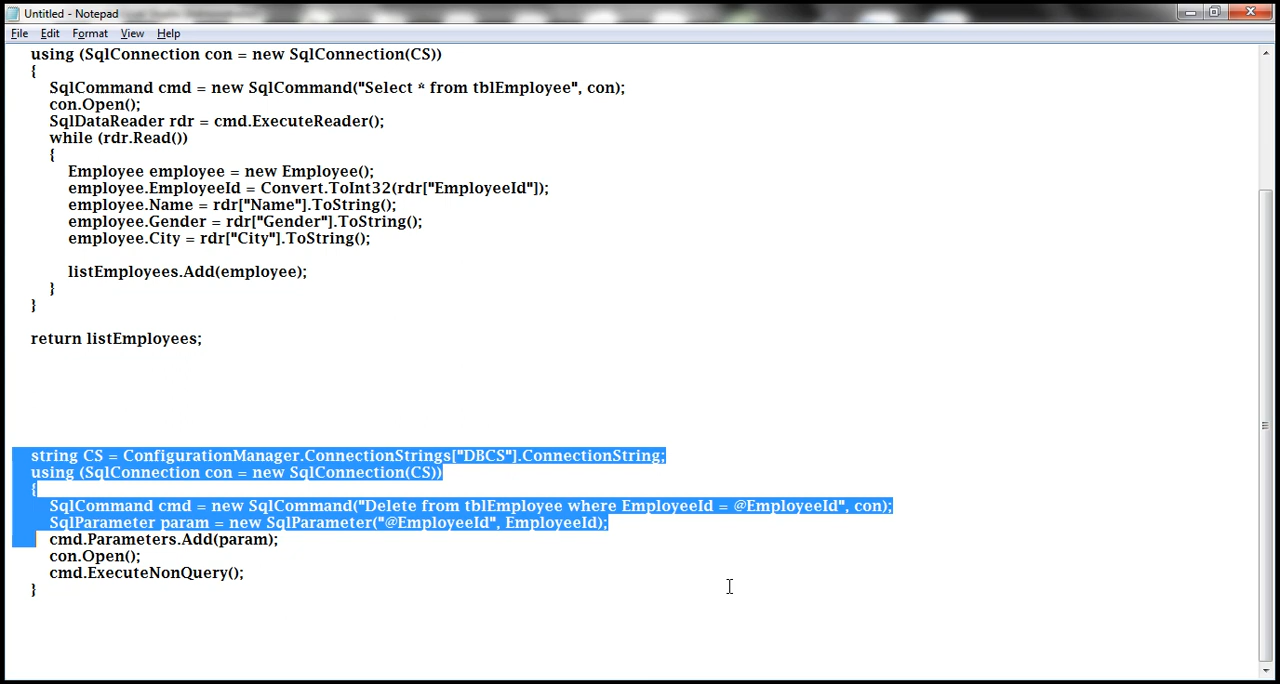 Untitled - Notepad
File Edit Format View Help
using (SqlConnection con = new SqlConnection(CS))
{
SqlCommand cmd = new SqlCommand("Select * from tblEmployee", con);
con.Open();
SqlDataReader rdr = cmd.ExecuteReader();
while (rdr.Read())
{
Employee employee = new Employee();
employee.EmployeeId = Convert.ToInt32(rdr["EmployeeId"]);
employee.Name = rdr["Name"].ToString();
employee.Gender = rdr["Gender"].ToString();
employee.City = rdr["City"].ToString();
listEmployees.Add(employee);
}
}
return listEmployees;
string CS = ConfigurationManager.ConnectionStrings["DBCS"].ConnectionString;
using (SqlConnection con = new SqlConnection(CS))
{
SqlCommand cmd = new SqlCommand("Delete from tblEmployee where EmployeeId = @EmployeeId", con);
SqlParameter param = new SqlParameter("@EmployeeId", EmployeeId);
cmd.Parameters.Add(param);
con.Open();
cmd.ExecuteNonQuery();
}